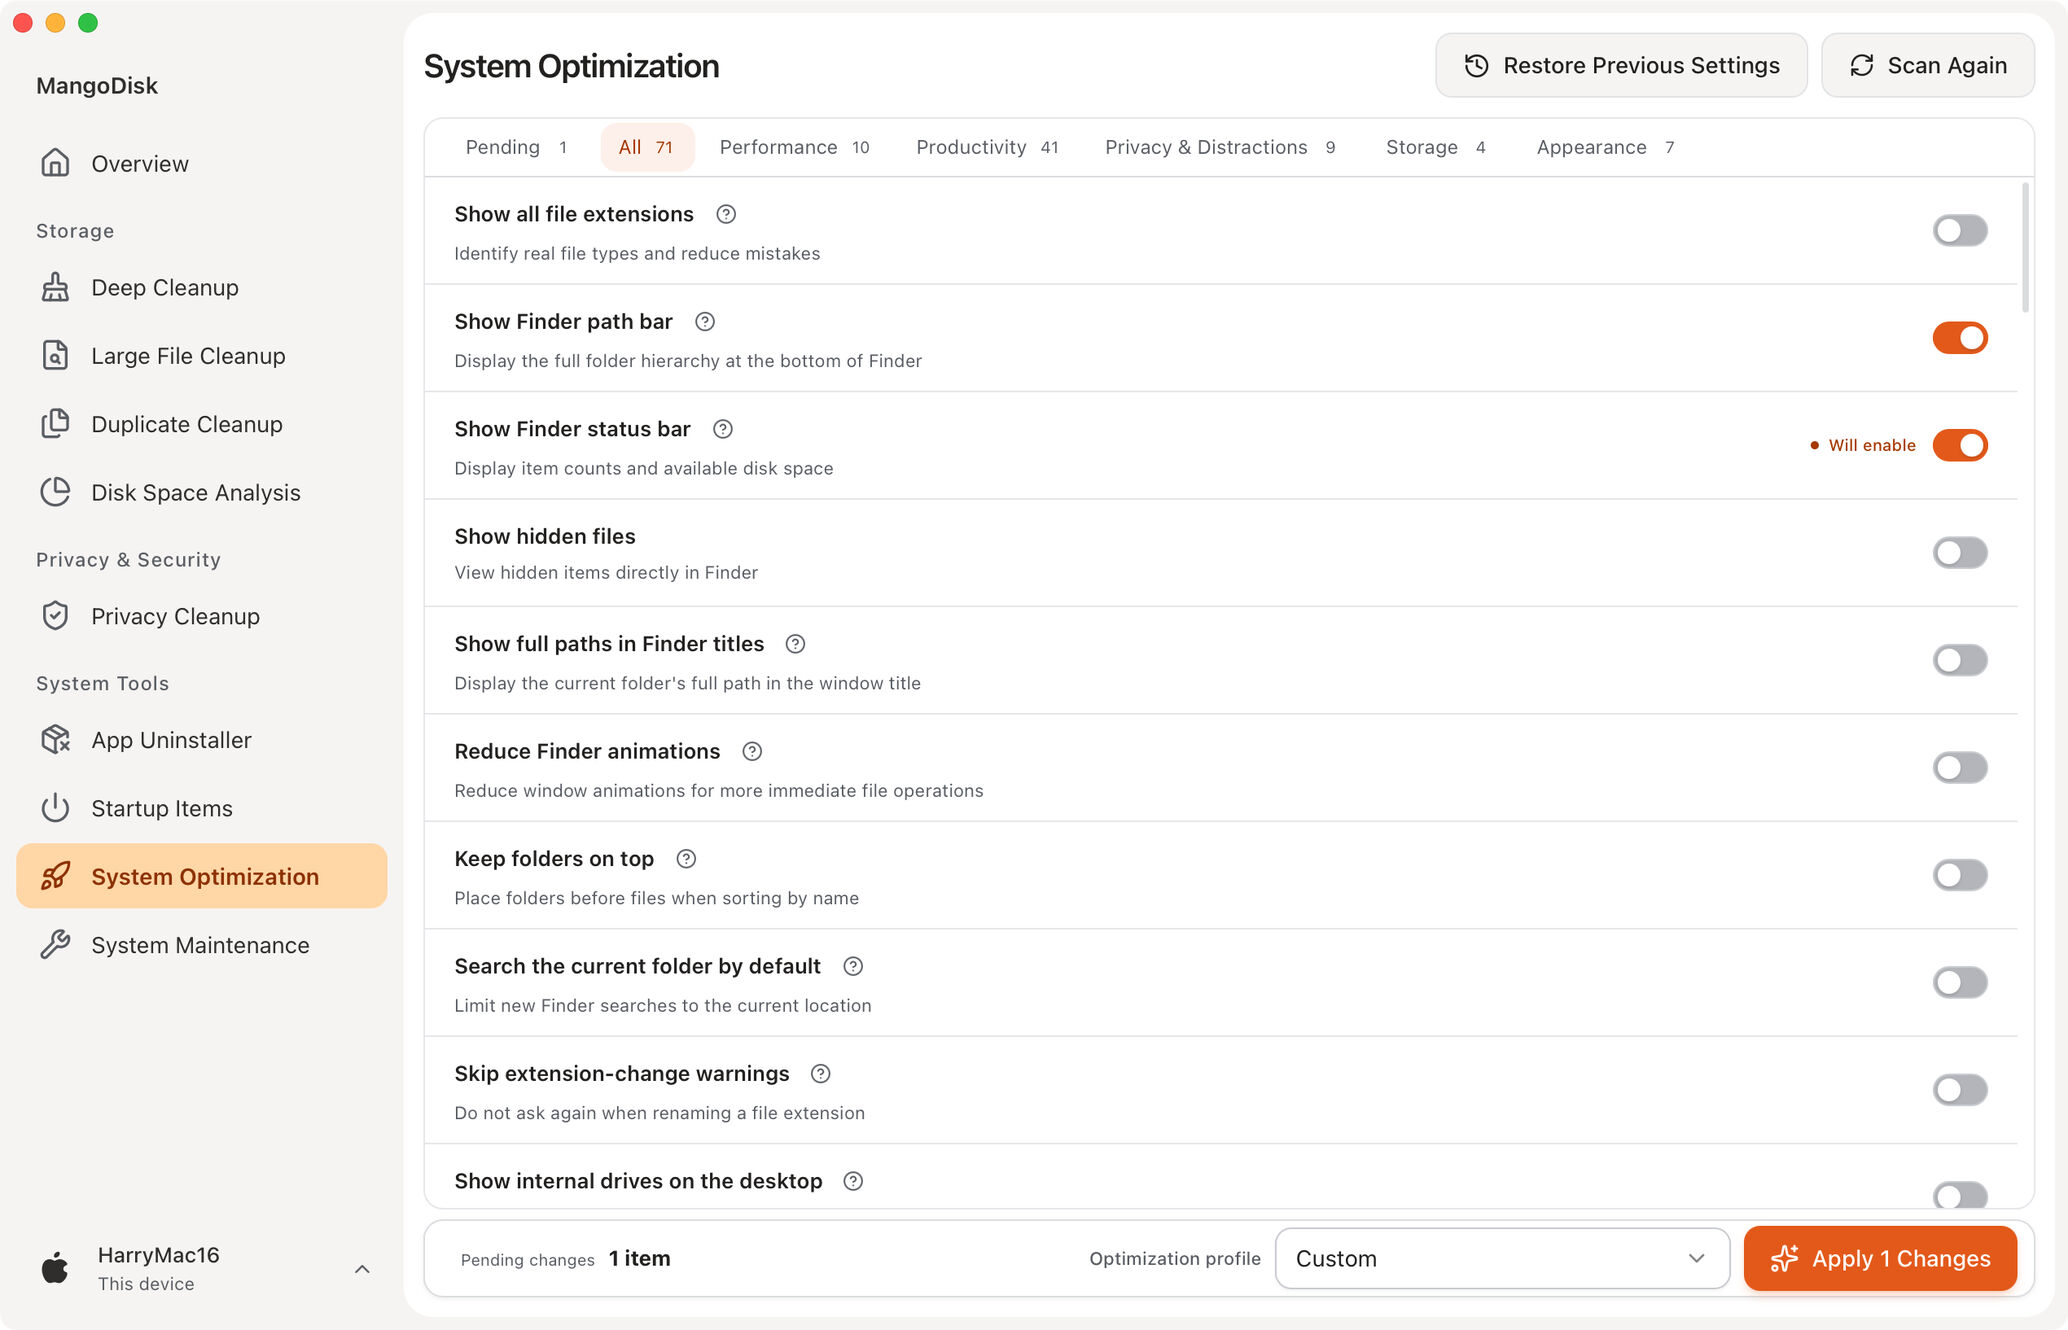 MangoDisk
Overview
Storage
Deep Cleanup
Large File Cleanup
Duplicate Cleanup
Disk Space Analysis
Privacy & Security
Privacy Cleanup
System Tools
App Uninstaller
Startup Items
System Optimization
System Maintenance
HarryMac16
This device
System Optimization
Restore Previous Settings
Scan Again
Pending 1 All 71 Performance 10 Productivity 41 Privacy & Distractions 9 Storage 4 Appearance 7
Show all file extensions
Identify real file types and reduce mistakes
Show Finder path bar
Display the full folder hierarchy at the bottom of Finder
Show Finder status bar
Display item counts and available disk space
Will enable
Show hidden files
View hidden items directly in Finder
Show full paths in Finder titles
Display the current folder's full path in the window title
Reduce Finder animations
Reduce window animations for more immediate file operations
Keep folders on top
Place folders before files when sorting by name
Search the current folder by default
Limit new Finder searches to the current location
Skip extension-change warnings
Do not ask again when renaming a file extension
Show internal drives on the desktop
Pending changes 1 item
Optimization profile
Custom
Apply 1 Changes